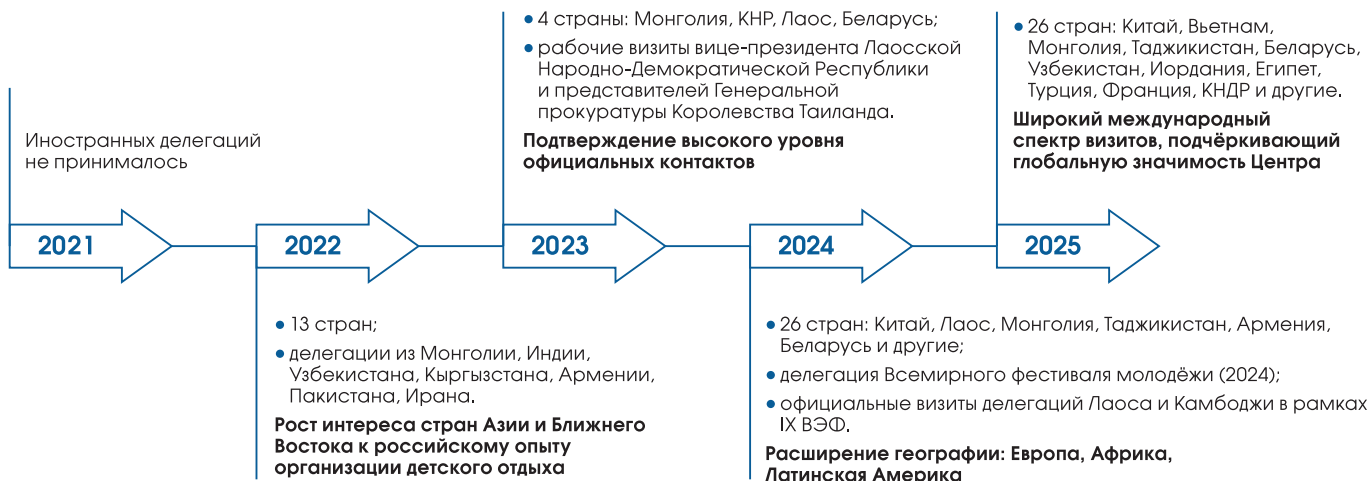 2021
Иностранных делегаций
не принималось
2022
● 13 стран;
● делегации из Монголии, Индии,
Узбекистана, Кыргызстана, Армении,
Пакистана, Ирана.
Рост интереса стран Азии и Ближнего
Востока к российскому опыту
организации детского отдыха
2023
● 4 страны: Монголия, КНР, Лаос, Беларусь;
● рабочие визиты вице-президента Лаосской
Народно-Демократической Республики
и представителей Генеральной
прокуратуры Королевства Таиланда.
Подтверждение высокого уровня
официальных контактов
2024
● 26 стран: Китай, Лаос, Монголия, Таджикистан, Армения,
Беларусь и другие;
● делегация Всемирного фестиваля молодёжи (2024);
● официальные визиты делегаций Лаоса и Камбоджи в рамках
IX ВЭФ.
Расширение географии: Европа, Африка,
Латинская Америка
2025
● 26 стран: Китай, Вьетнам,
Монголия, Таджикистан, Беларусь,
Узбекистан, Иордания, Египет,
Турция, Франция, КНДР и другие.
Широкий международный
спектр визитов, подчёркивающий
глобальную значимость Центра